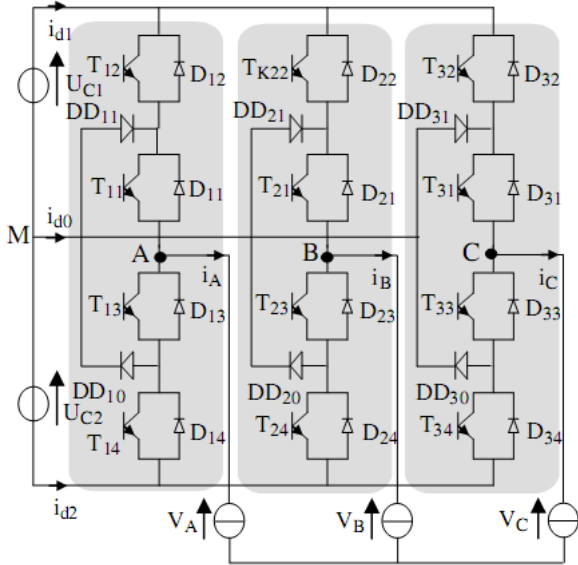 i_d1
T_12 D_12 T_K22 D_22 T_32 D_32
U_C1
DD_11 DD_21 DD_31
T_11 D_11 T_21 D_21 T_31 D_31
M i_d0
A i_A B i_B C i_C
T_13 D_13 T_23 D_23 T_33 D_33
DD_10 DD_20 DD_30
U_C2
T_14 D_14 T_24 D_24 T_34 D_34
i_d2
V_A V_B V_C